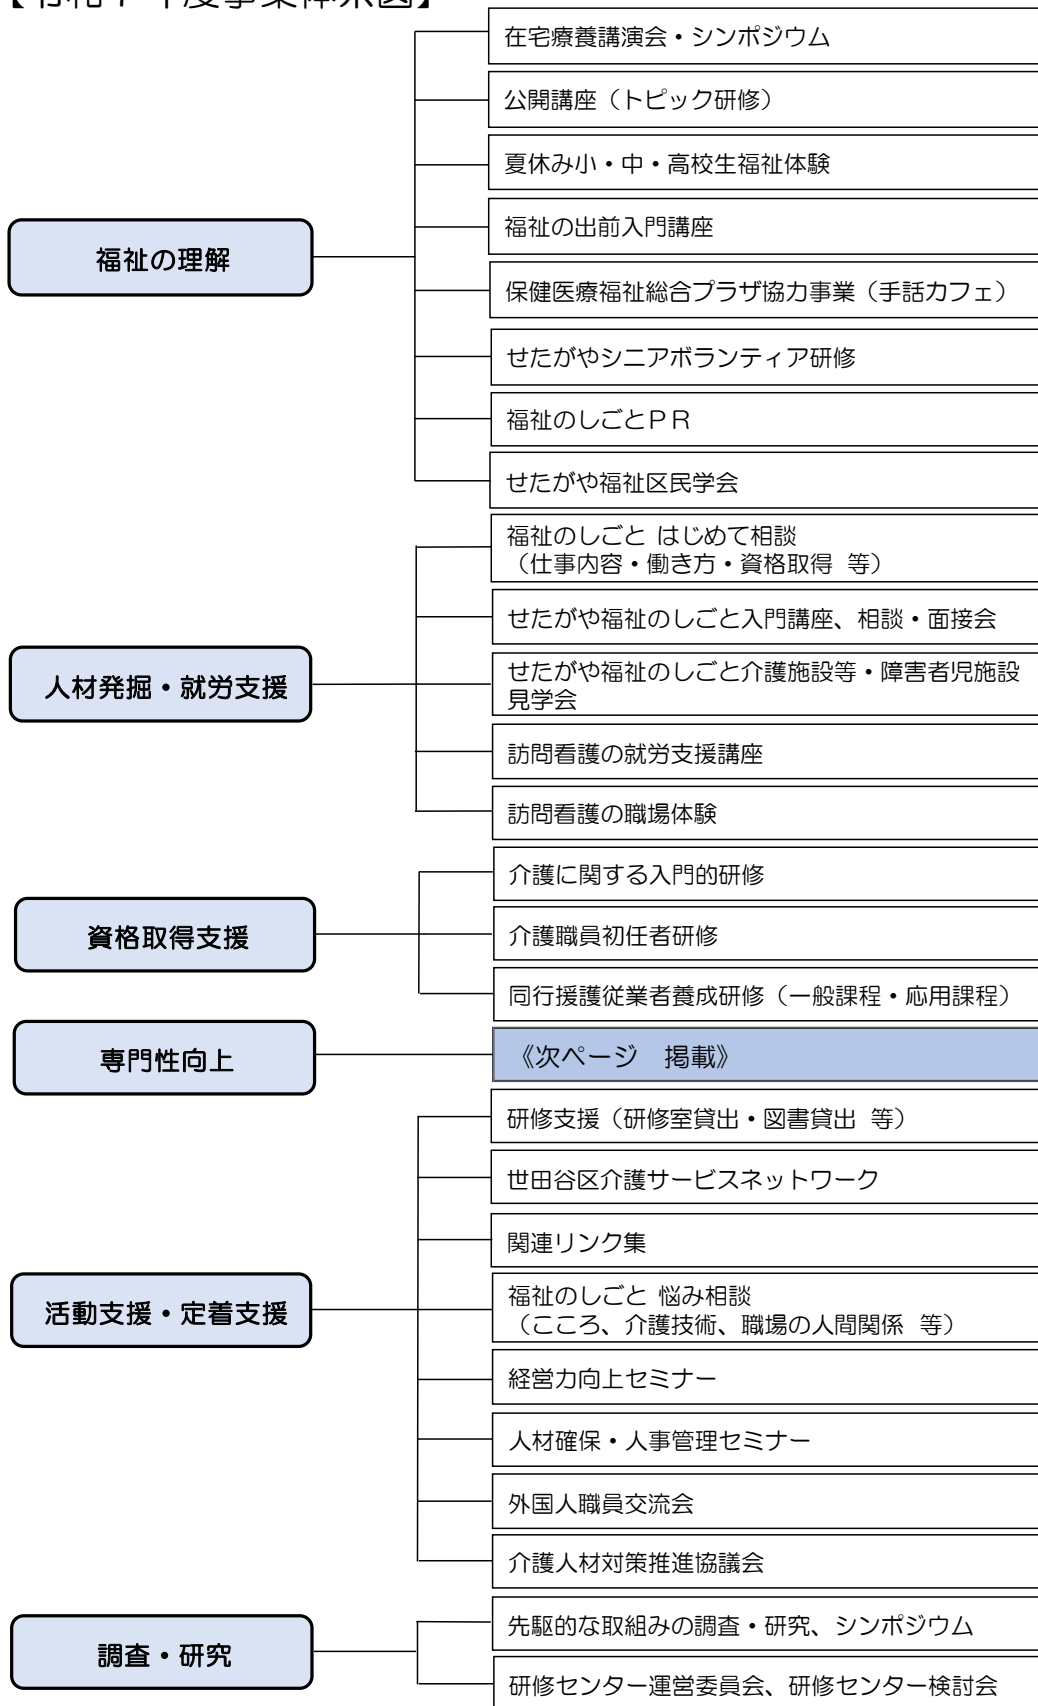 【令和７年度事業体系図】
在宅療養講演会・シンポジウム
公開講座（トピック研修）
夏休み小・中・高校生福祉体験
福祉の出前入門講座
保健医療福祉総合プラザ協力事業（手話カフェ）
せたがやシニアボランティア研修
福祉のしごとＰＲ
せたがや福祉区民学会
福祉の理解
福祉のしごと はじめて相談
（仕事内容・働き方・資格取得 等）
せたがや福祉のしごと入門講座、相談・面接会
せたがや福祉のしごと介護施設等・障害者児施設
見学会
訪問看護の就労支援講座
訪問看護の職場体験
人材発掘・就労支援
介護に関する入門的研修
介護職員初任者研修
同行援護従業者養成研修（一般課程・応用課程）
資格取得支援
専門性向上
《次ページ　掲載》
研修支援（研修室貸出・図書貸出 等）
世田谷区介護サービスネットワーク
関連リンク集
福祉のしごと 悩み相談
（こころ、介護技術、職場の人間関係 等）
経営力向上セミナー
人材確保・人事管理セミナー
外国人職員交流会
介護人材対策推進協議会
活動支援・定着支援
先駆的な取組みの調査・研究、シンポジウム
研修センター運営委員会、研修センター検討会
調査・研究